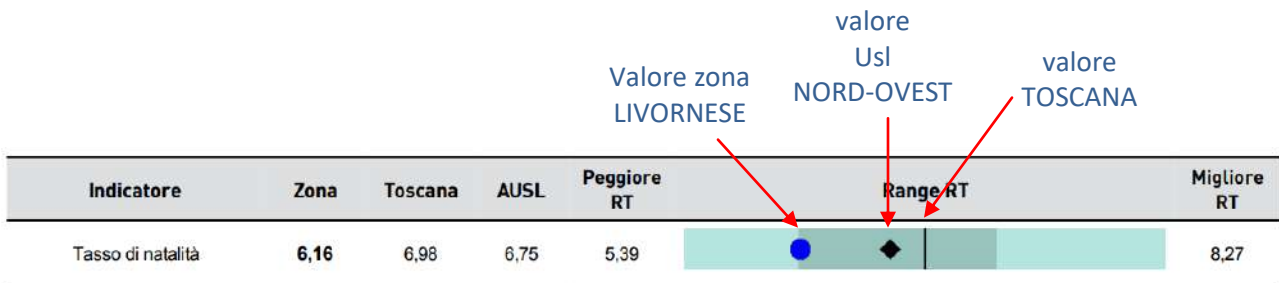 valore
Usl
NORD-OVEST
Valore zona
LIVORNESE
valore
TOSCANA
Indicatore Zona Toscana AUSL Peggiore RT Range RT Migliore RT
Tasso di natalità 6,16 6,98 6,75 5,39 8,27